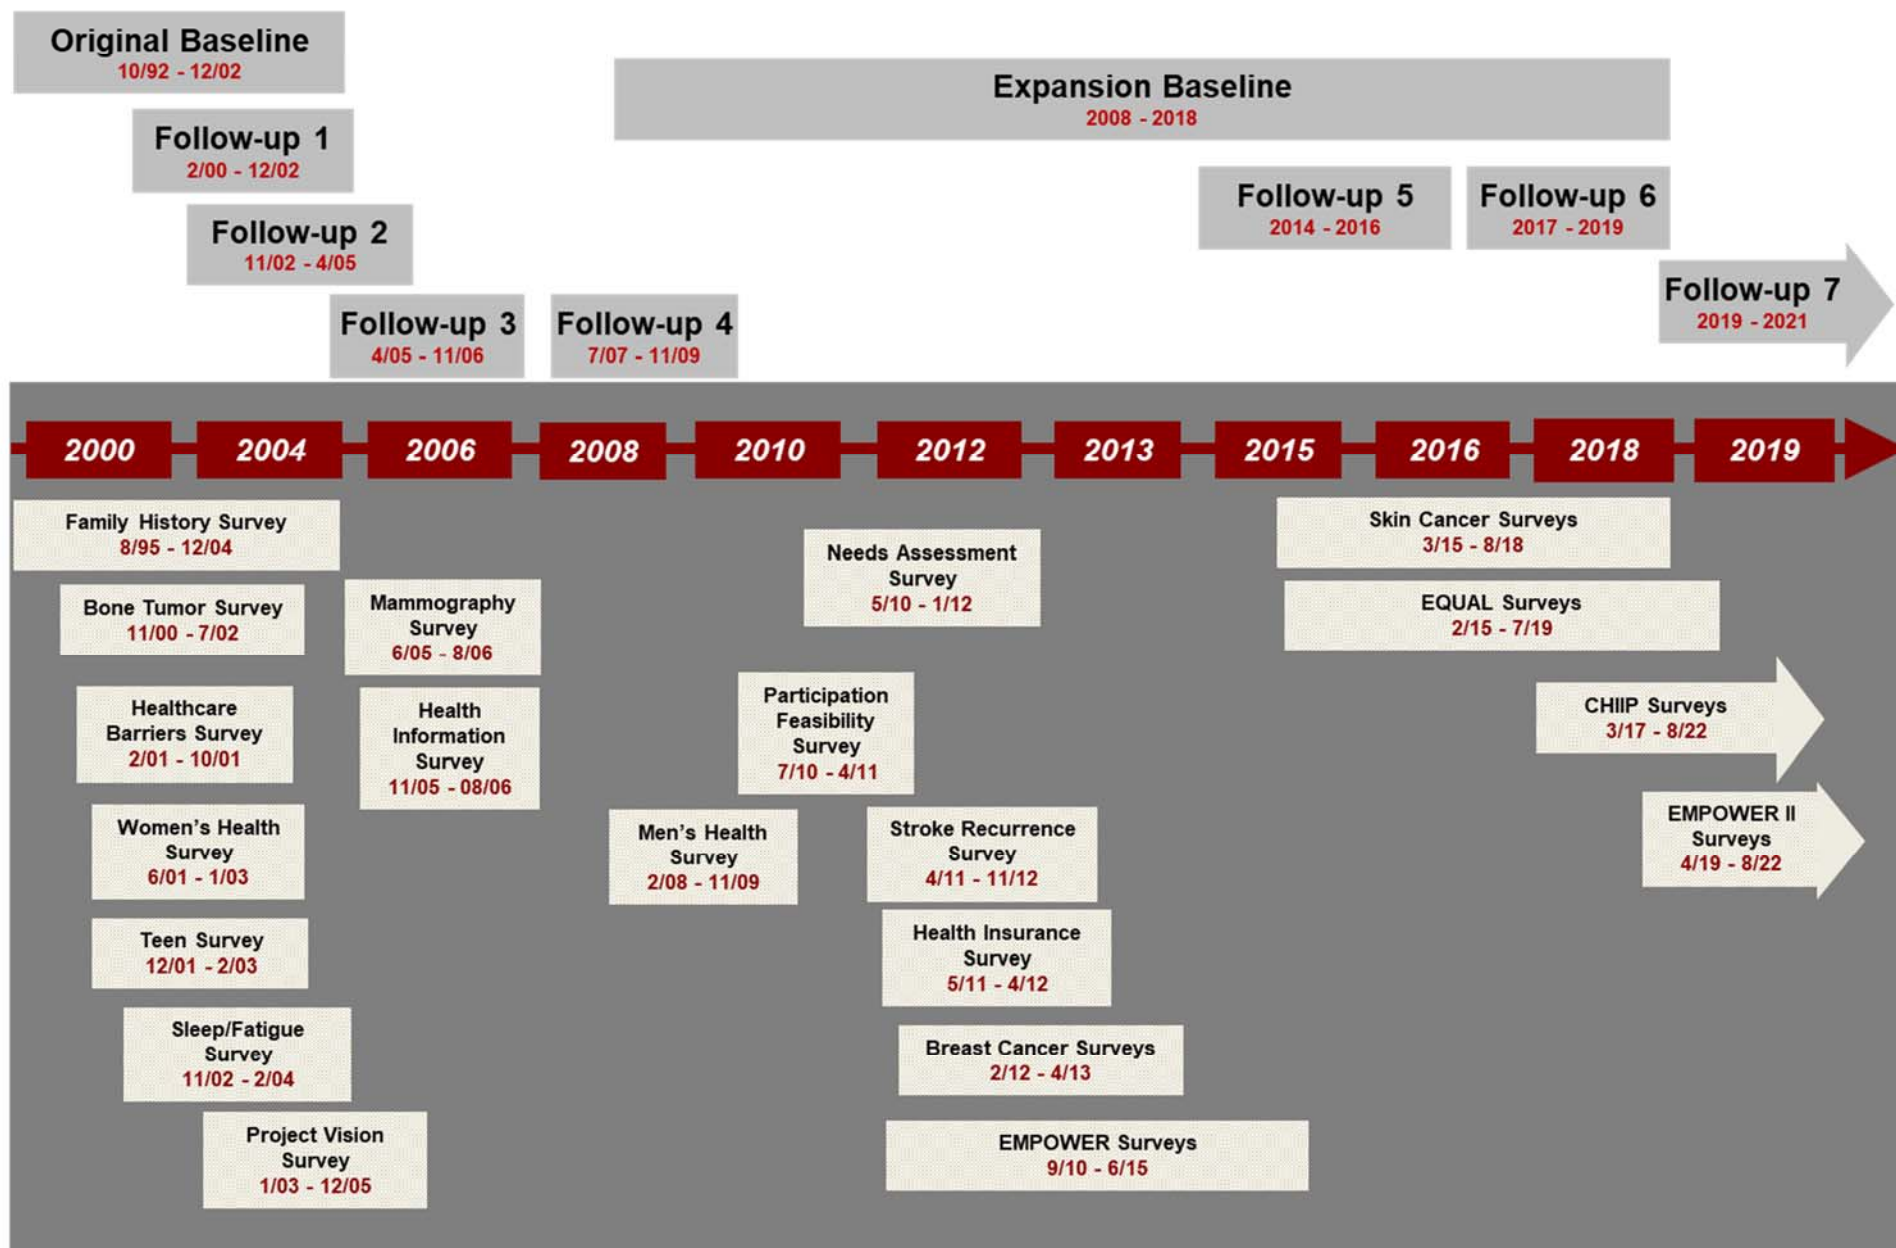 Original Baseline
10/92 - 12/02
Expansion Baseline
2008 - 2018
Follow-up 1
2/00 - 12/02
Follow-up 5
2014 - 2016
Follow-up 6
2017 - 2019
Follow-up 2
11/02 - 4/05
Follow-up 7
2019 - 2021
Follow-up 3
4/05 - 11/06
Follow-up 4
7/07 - 11/09
2000 2004 2006 2008 2010 2012 2013 2015 2016 2018 2019
Family History Survey
8/95 - 12/04
Bone Tumor Survey
11/00 - 7/02
Healthcare
Barriers Survey
2/01 - 10/01
Women's Health
Survey
6/01 - 1/03
Teen Survey
12/01 - 2/03
Sleep/Fatigue
Survey
11/02 - 2/04
Project Vision
Survey
1/03 - 12/05
Mammography
Survey
6/05 - 8/06
Health
Information
Survey
11/05 - 08/06
Men's Health
Survey
2/08 - 11/09
Needs Assessment
Survey
5/10 - 1/12
Participation
Feasibility
Survey
7/10 - 4/11
Stroke Recurrence
Survey
4/11 - 11/12
Health Insurance
Survey
5/11 - 4/12
Breast Cancer Surveys
2/12 - 4/13
EMPOWER Surveys
9/10 - 6/15
Skin Cancer Surveys
3/15 - 8/18
EQUAL Surveys
2/15 - 7/19
CHIIP Surveys
3/17 - 8/22
EMPOWER II
Surveys
4/19 - 8/22